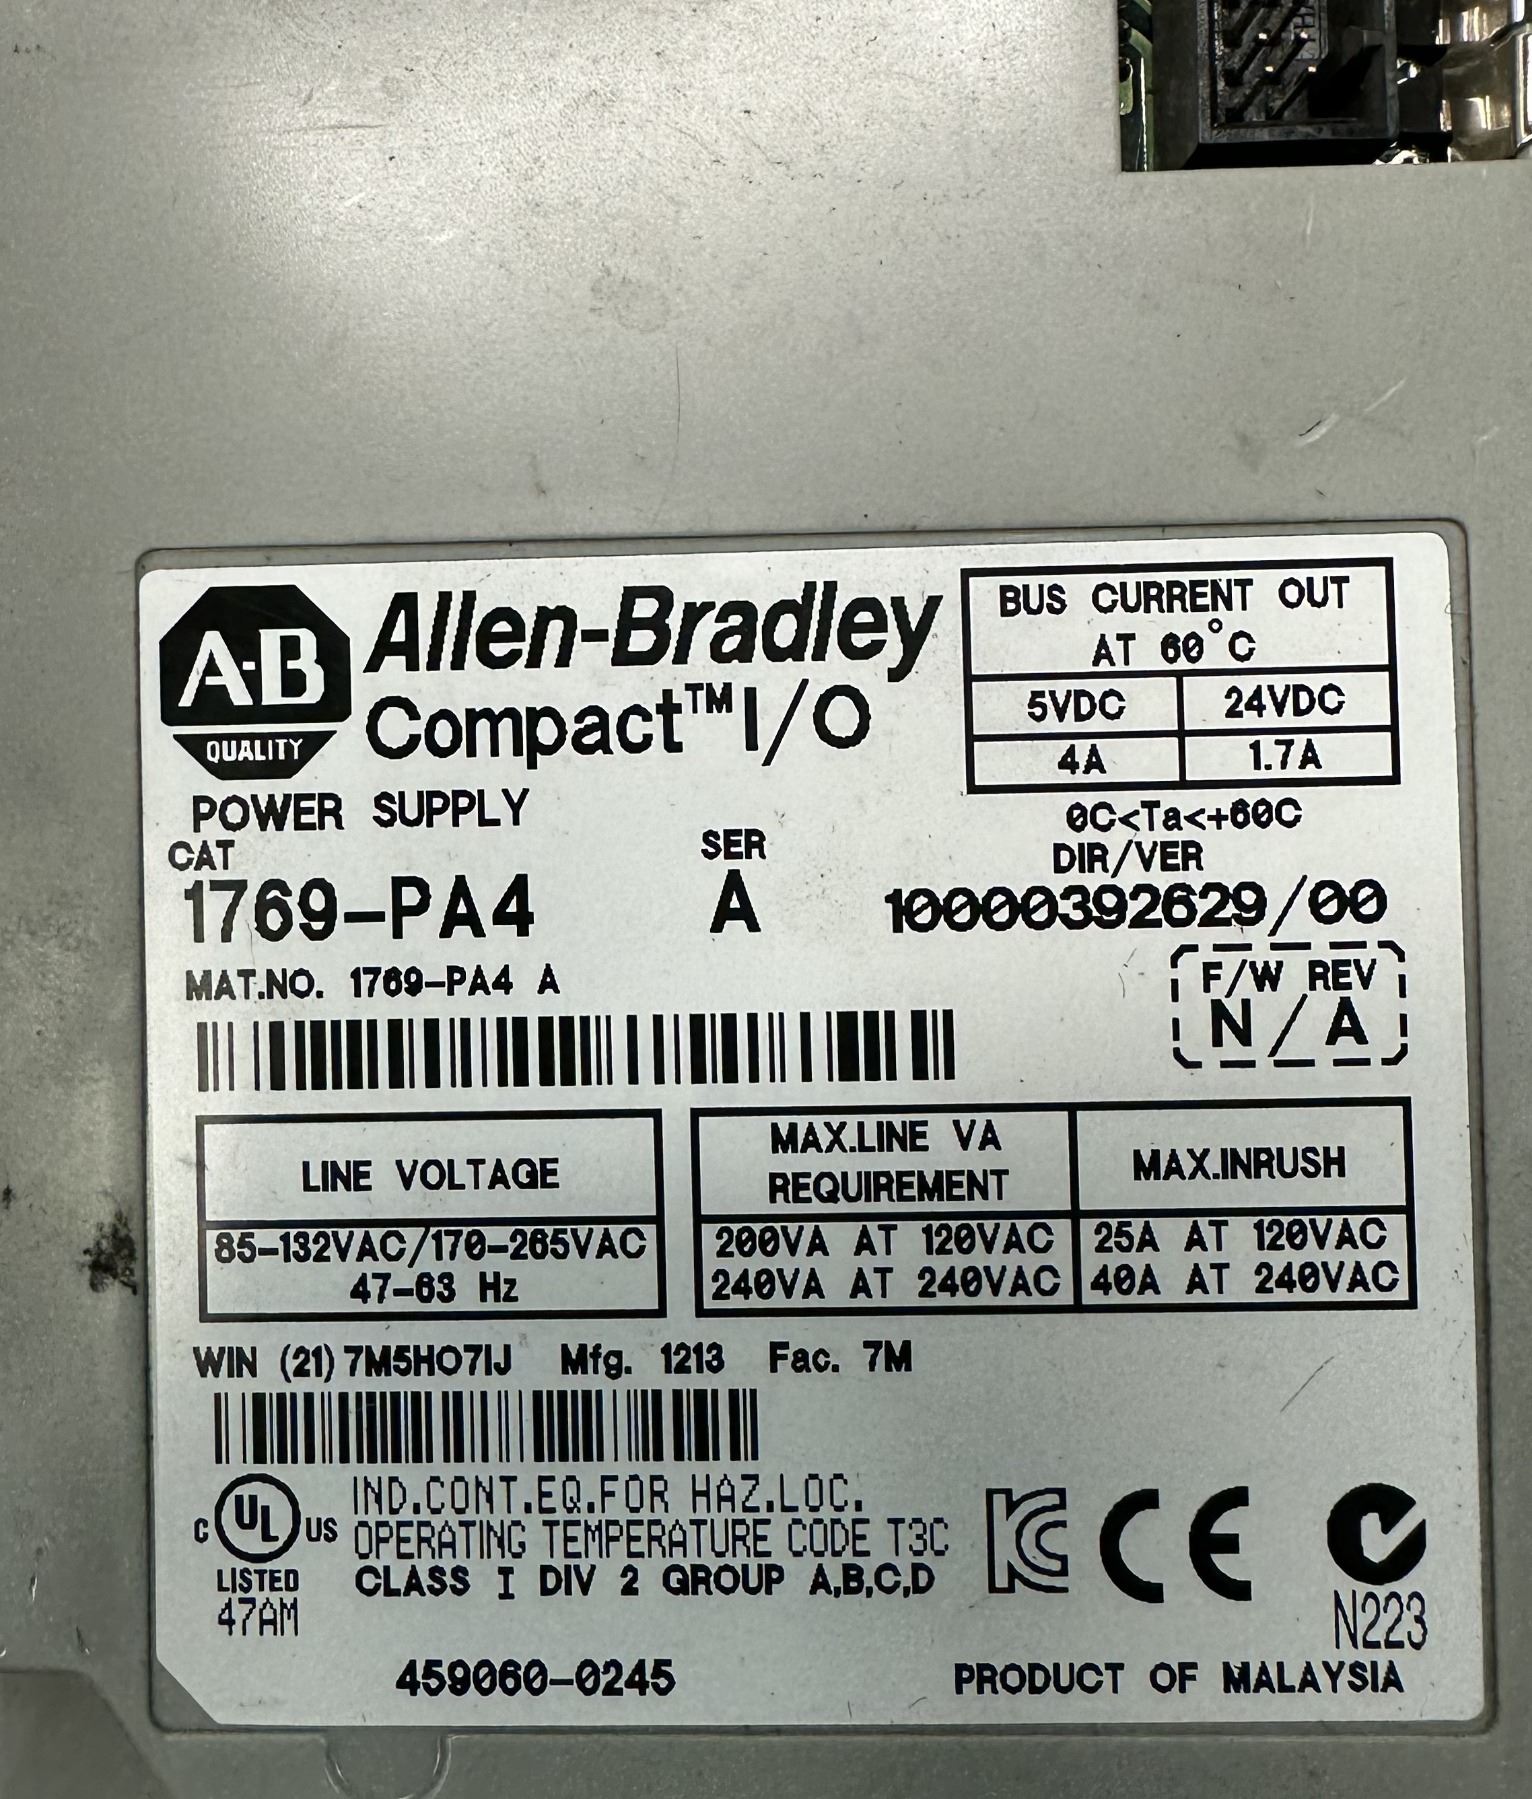 A-B
QUALITY
Allen-Bradley
Compact™ I/O
BUS CURRENT OUT
AT 60°C
5VDC 24VDC
4A 1.7A
POWER SUPPLY
0C<Ta<+60C
CAT SER DIR/VER
1769-PA4 A 10000392629/00
MAT.NO. 1769-PA4 A
F/W REV
N/A
LINE VOLTAGE
85-132VAC/170-265VAC
47-63 Hz
MAX.LINE VA
REQUIREMENT
MAX.INRUSH
200VA AT 120VAC 25A AT 120VAC
240VA AT 240VAC 40A AT 240VAC
WIN (21) 7M5HO7IJ Mfg. 1213 Fac. 7M
C UL US
LISTED
47AM
IND.CONT.EQ.FOR HAZ.LOC.
OPERATING TEMPERATURE CODE T3C
CLASS I DIV 2 GROUP A,B,C,D
KC CE
N223
459060-0245
PRODUCT OF MALAYSIA